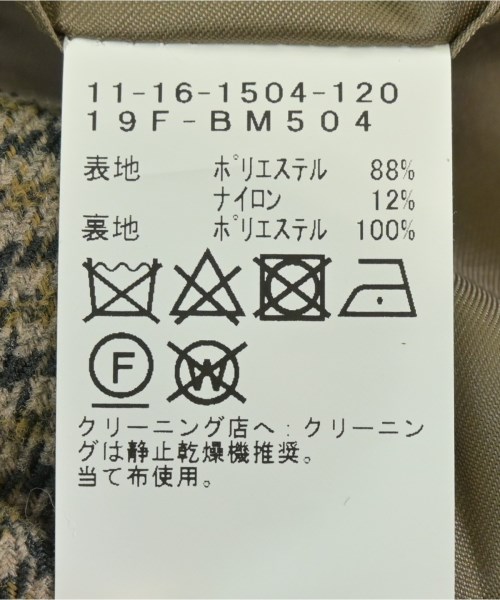 11-16-1504-120
19F-BM504
表地 ポリエステル 88%
ナイロン 12%
裏地 ポリエステル 100%
F W
クリーニング店へ：クリーニン
グは静止乾燥機推奨。
当て布使用。